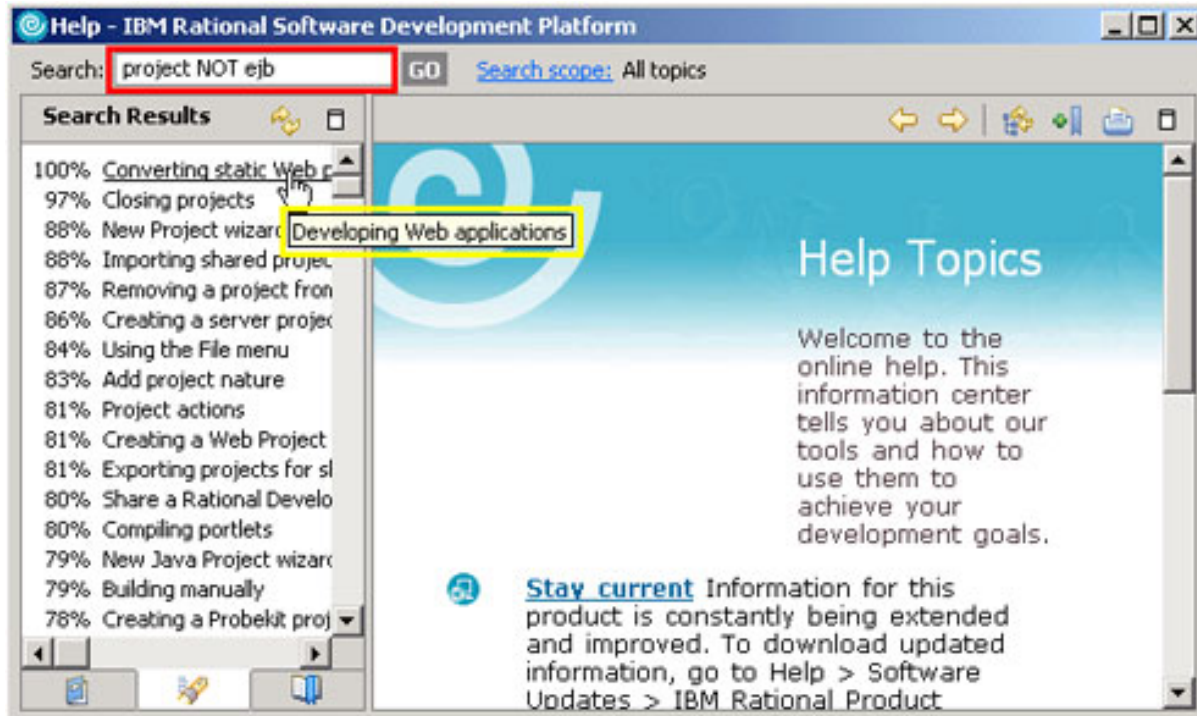 Help - IBM Rational Software Development Platform
Search: project NOT ejb GO Search scope: All topics
Search Results
100% Converting static Web p
97% Closing projects
88% New Project wizard
Developing Web applications
88% Importing shared projec
87% Removing a project from
86% Creating a server projec
84% Using the File menu
83% Add project nature
81% Project actions
81% Creating a Web Project
81% Exporting projects for sl
80% Share a Rational Develo
80% Compiling portlets
79% New Java Project wizard
79% Building manually
78% Creating a Probekit proj
Help Topics
Welcome to the
online help. This
information center
tells you about our
tools and how to
use them to
achieve your
development goals.
Stay current Information for this
product is constantly being extended
and improved. To download updated
information, go to Help > Software
Updates > IBM Rational Product